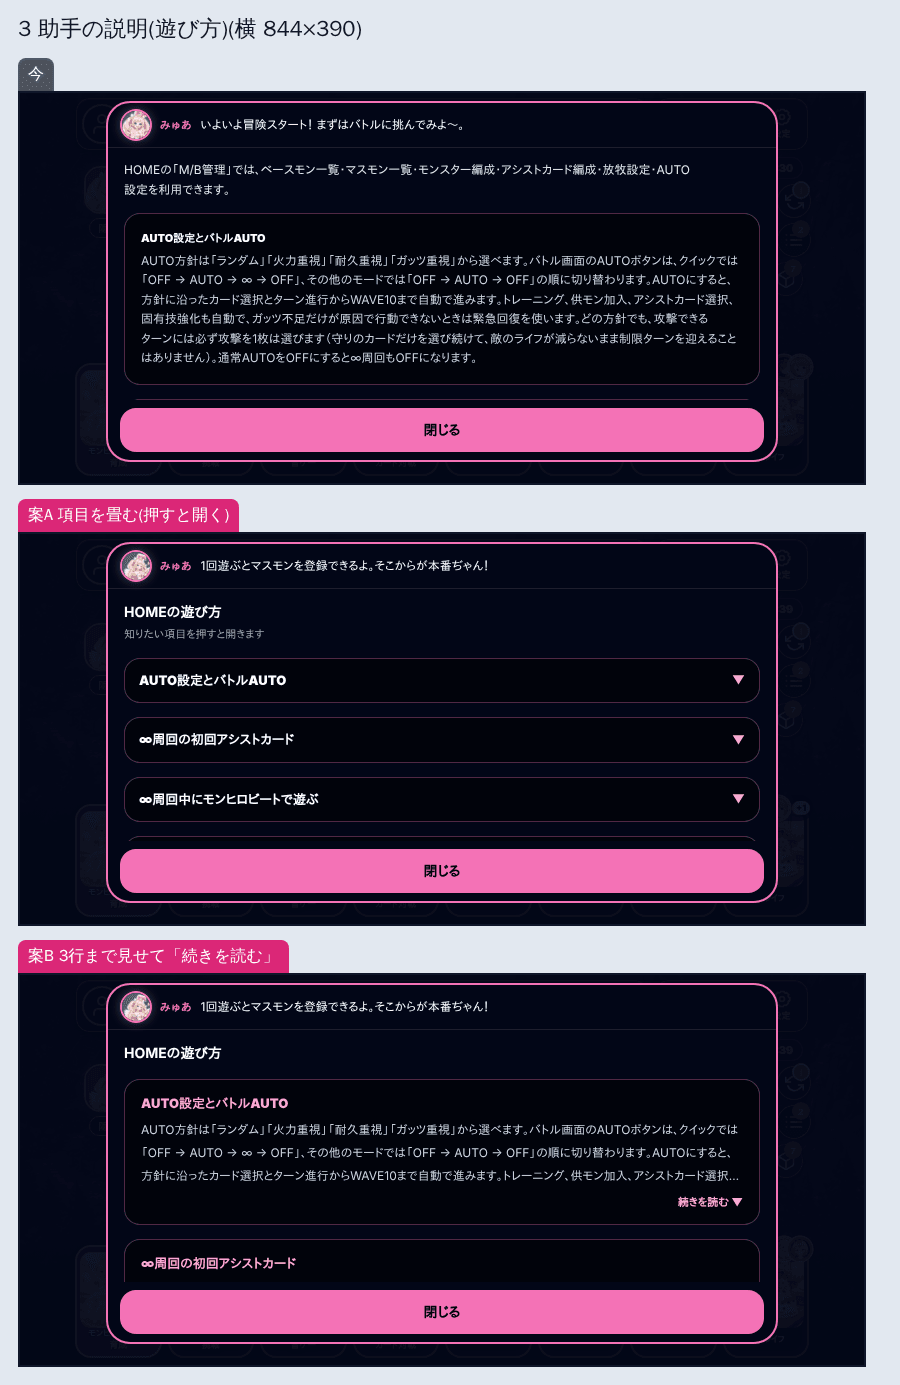 3 助手の説明(遊び方)(横 844×390)
今
みゅあ いよいよ冒険スタート！まずはバトルに挑んでみよ〜。
HOMEの「M/B管理」では、ベースモン一覧・マスモン一覧・モンスター編成・アシストカード編成・放牧設定・AUTO
設定を利用できます。
AUTO設定とバトルAUTO
AUTO方針は「ランダム」「火力重視」「耐久重視」「ガッツ重視」から選べます。バトル画面のAUTOボタンは、クイックでは
「OFF → AUTO → ∞ → OFF」、その他のモードでは「OFF → AUTO → OFF」の順に切り替わります。AUTOにすると、
方針に沿ったカード選択とターン進行からWAVE10まで自動で進みます。トレーニング、供モン加入、アシストカード選択、
固有技強化も自動で、ガッツ不足だけが原因で行動できないときは緊急回復を使います。どの方針でも、攻撃できる
ターンには必ず攻撃を1枚は選びます（守りのカードだけを選び続けて、敵のライフが減らないまま制限ターンを迎えること
はありません）。通常AUTOをOFFにすると∞周回もOFFになります。
閉じる
案A 項目を畳む(押すと開く)
みゅあ 1回遊ぶとマスモンを登録できるよ。そこからが本番ぢゃん！
HOMEの遊び方
知りたい項目を押すと開きます
AUTO設定とバトルAUTO ▼
∞周回の初回アシストカード ▼
∞周回中にモンヒロビートで遊ぶ ▼
閉じる
案B 3行まで見せて「続きを読む」
みゅあ 1回遊ぶとマスモンを登録できるよ。そこからが本番ぢゃん！
HOMEの遊び方
AUTO設定とバトルAUTO
AUTO方針は「ランダム」「火力重視」「耐久重視」「ガッツ重視」から選べます。バトル画面のAUTOボタンは、クイックでは
「OFF → AUTO → ∞ → OFF」、その他のモードでは「OFF → AUTO → OFF」の順に切り替わります。AUTOにすると、
方針に沿ったカード選択とターン進行からWAVE10まで自動で進みます。トレーニング、供モン加入、アシストカード選択...
続きを読む ▼
∞周回の初回アシストカード
閉じる